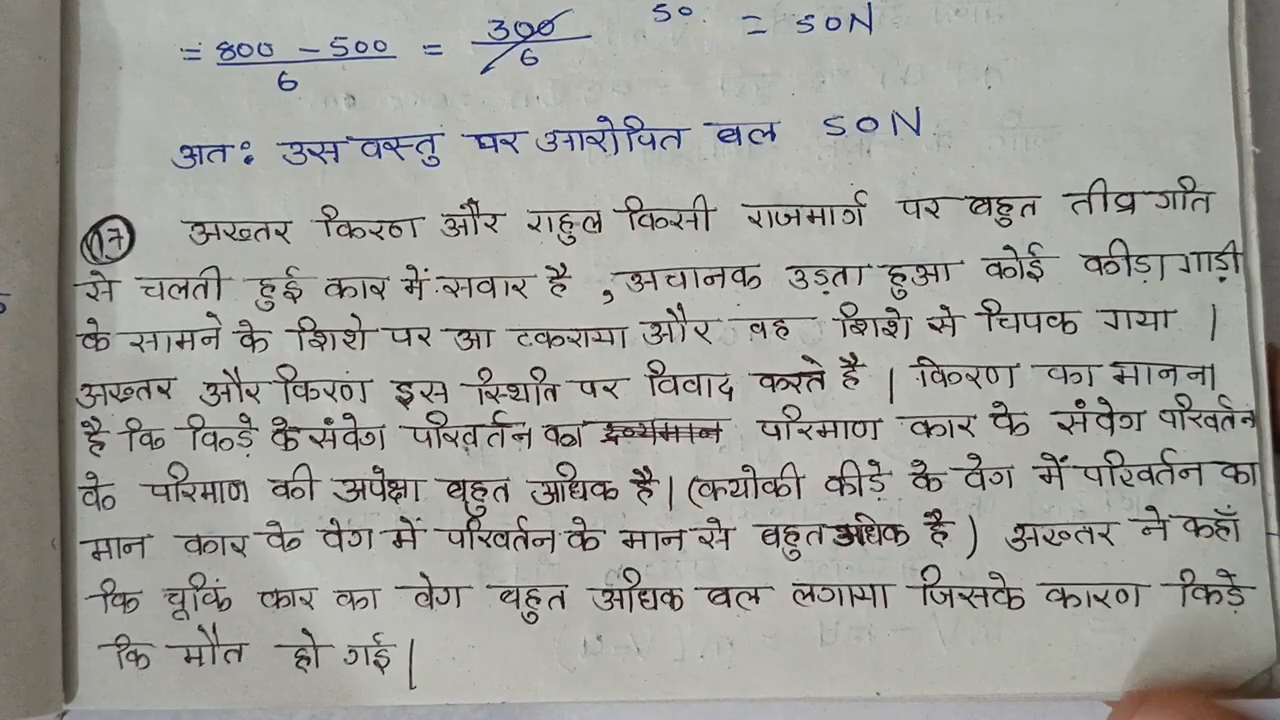 = 800 - 500 / 6 = 300 / 6 50. = 50N
अतः उस वस्तु पर आरोपित बल 50N
17 अख्तर किरण और राहुल किसी राजमार्ग पर बहुत तीव्र गति
से चलती हुई कार में सवार है , अचानक उड़ता हुआ कोई कीड़ा गाड़ी
के सामने के शिशे पर आ टकराया और वह शिशे से चिपक गया |
अख्तर और किरण इस स्थिति पर विवाद करते है | किरण का मानना
है कि किड़े के संवेग परिवर्तन का परिमाण कार के संवेग परिवर्तन
के परिमाण की अपेक्षा बहुत अधिक है | (क्योकी कीड़े के वेग में परिवर्तन का
मान कार के वेग में परिवर्तन के मान से बहुत अधिक है ) अख्तर ने कहाँ
कि चूकिं कार का वेग बहुत अधिक बल लगाया जिसके कारण किड़े
कि मौत हो गई |